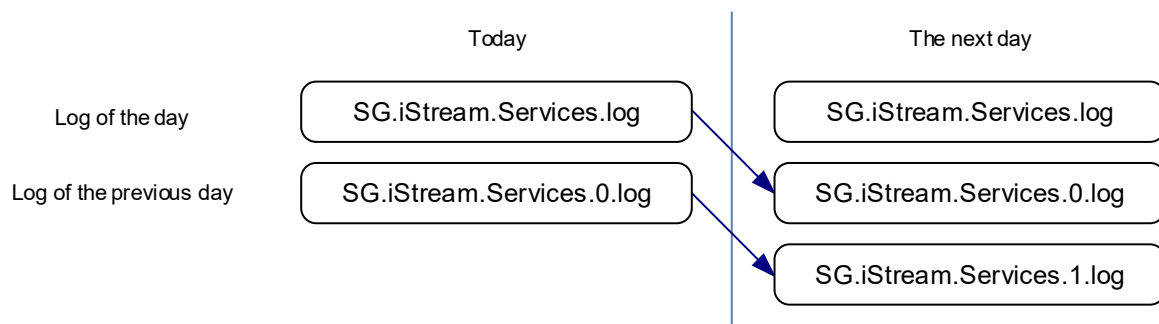 Today
The next day
Log of the day
SG.iStream.Services.log
SG.iStream.Services.log
Log of the previous day
SG.iStream.Services.0.log
SG.iStream.Services.0.log
SG.iStream.Services.1.log